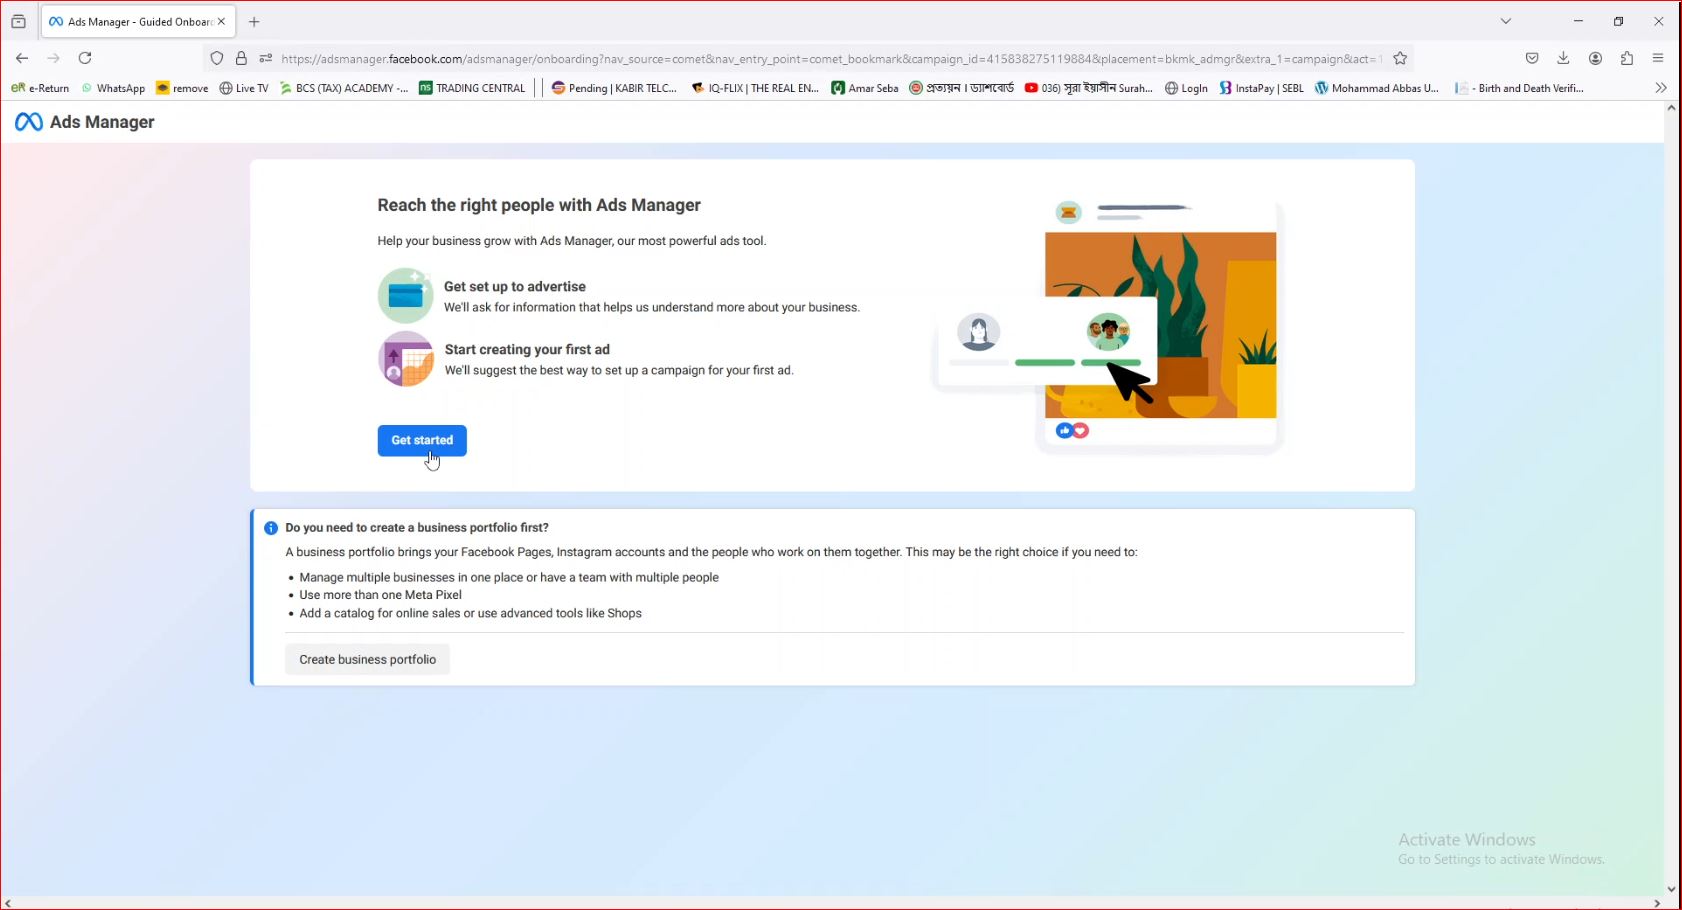 Ads Manager - Guided Onboard
https://adsmanager.facebook.com/adsmanager/onboarding?nav_source=comet&nav_entry_point=comet_bookmark&campaign_id=415838275119884&placement=bkmk_admgr&extra_1=campaign&act=1
e-Return WhatsApp remove Live TV BCS (TAX) ACADEMY -... TRADING CENTRAL Pending | KABIR TELC... IQ-FLIX | THE REAL EN... Amar Seba প্রত্যয়ন । ড্যাশবোর্ড 036) সূরা ইয়াসীন Surah... LogIn InstaPay | SEBL Mohammad Abbas U... - Birth and Death Verifi...
Ads Manager
Reach the right people with Ads Manager
Help your business grow with Ads Manager, our most powerful ads tool.
Get set up to advertise
We'll ask for information that helps us understand more about your business.
Start creating your first ad
We'll suggest the best way to set up a campaign for your first ad.
Get started
Do you need to create a business portfolio first?
A business portfolio brings your Facebook Pages, Instagram accounts and the people who work on them together. This may be the right choice if you need to:
• Manage multiple businesses in one place or have a team with multiple people
• Use more than one Meta Pixel
• Add a catalog for online sales or use advanced tools like Shops
Create business portfolio
Activate Windows
Go to Settings to activate Windows.